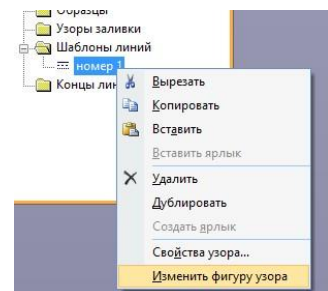 Образцы
Узоры заливки
Шаблоны линий
номер 1
Концы лин
Вырезать
Копировать
Вставить
Вставить ярлык
Удалить
Дублировать
Создать ярлык
Свойства узора...
Изменить фигуру узора